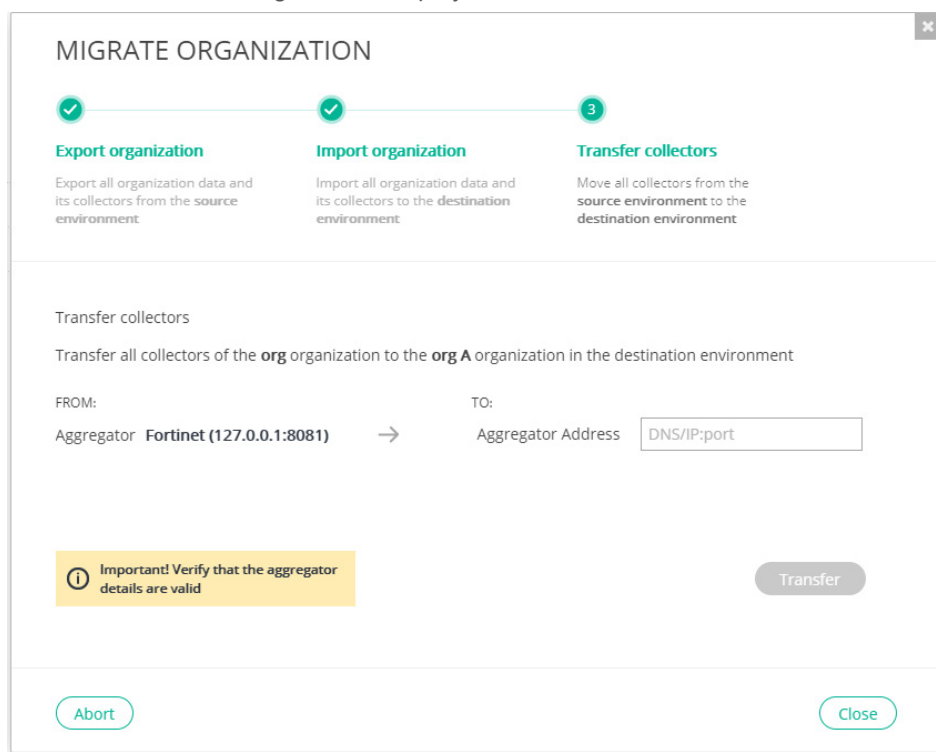 MIGRATE ORGANIZATION
3
Export organization
Export all organization data and
its collectors from the source
environment
Import organization
Import all organization data and
its collectors to the destination
environment
Transfer collectors
Move all collectors from the
source environment to the
destination environment
Transfer collectors
Transfer all collectors of the org organization to the org A organization in the destination environment
FROM:
Aggregator Fortinet (127.0.0.1:8081)
TO:
Aggregator Address DNS/IP:port
Important! Verify that the aggregator
details are valid
Transfer
Abort
Close